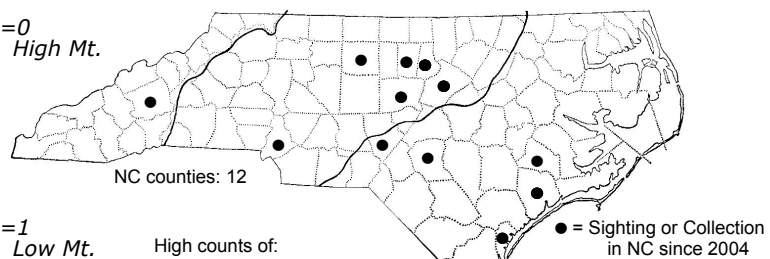 =0
High Mt.
NC counties: 12
=1
Low Mt.
High counts of:
● = Sighting or Collection
in NC since 2004